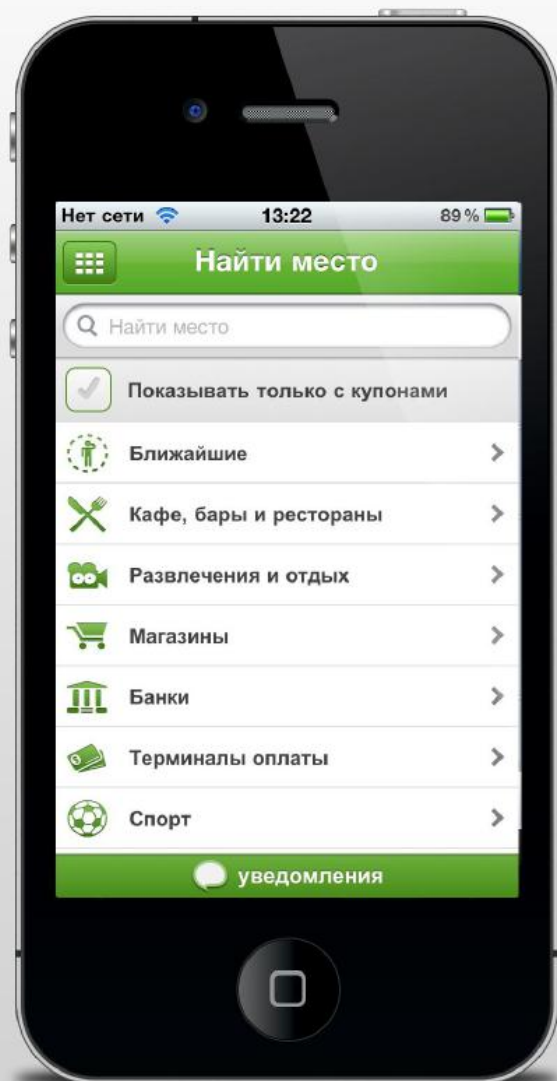 Нет сети 13:22 89 %
Найти место
Найти место
Показывать только с купонами
Ближайшие
Кафе, бары и рестораны
Развлечения и отдых
Магазины
Банки
Терминалы оплаты
Спорт
уведомления